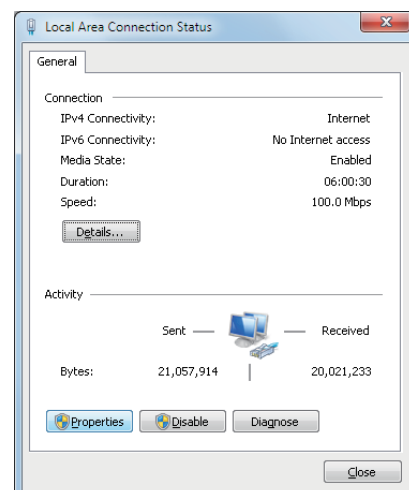 Local Area Connection Status
General
Connection
IPv4 Connectivity: Internet
IPv6 Connectivity: No Internet access
Media State: Enabled
Duration: 06:00:30
Speed: 100.0 Mbps
Details...
Activity
Sent Received
Bytes: 21,057,914 20,021,233
Properties Disable Diagnose
Close